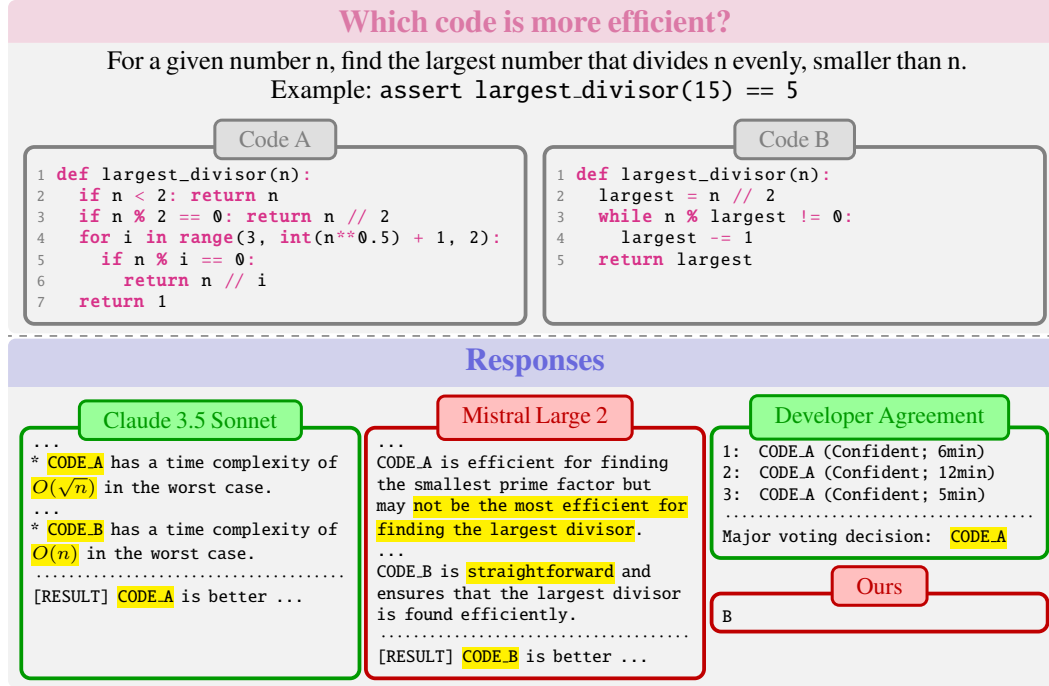 Which code is more efficient?
For a given number n, find the largest number that divides n evenly, smaller than n.
Example: assert largest_divisor(15) == 5
Code A
1 def largest_divisor(n):
2   if n < 2: return n
3   if n % 2 == 0: return n // 2
4   for i in range(3, int(n**0.5) + 1, 2):
5     if n % i == 0:
6       return n // i
7   return 1
Code B
1 def largest_divisor(n):
2   largest = n // 2
3   while n % largest != 0:
4     largest -= 1
5   return largest
Responses
Claude 3.5 Sonnet
...
* CODE_A has a time complexity of
O(√n) in the worst case.
...
* CODE_B has a time complexity of
O(n) in the worst case.
[RESULT] CODE_A is better ...
Mistral Large 2
...
CODE_A is efficient for finding
the smallest prime factor but
may not be the most efficient for
finding the largest divisor.
...
CODE_B is straightforward and
ensures that the largest divisor
is found efficiently.
[RESULT] CODE_B is better ...
Developer Agreement
1: CODE_A (Confident; 6min)
2: CODE_A (Confident; 12min)
3: CODE_A (Confident; 5min)
Major voting decision: CODE_A
Ours
B